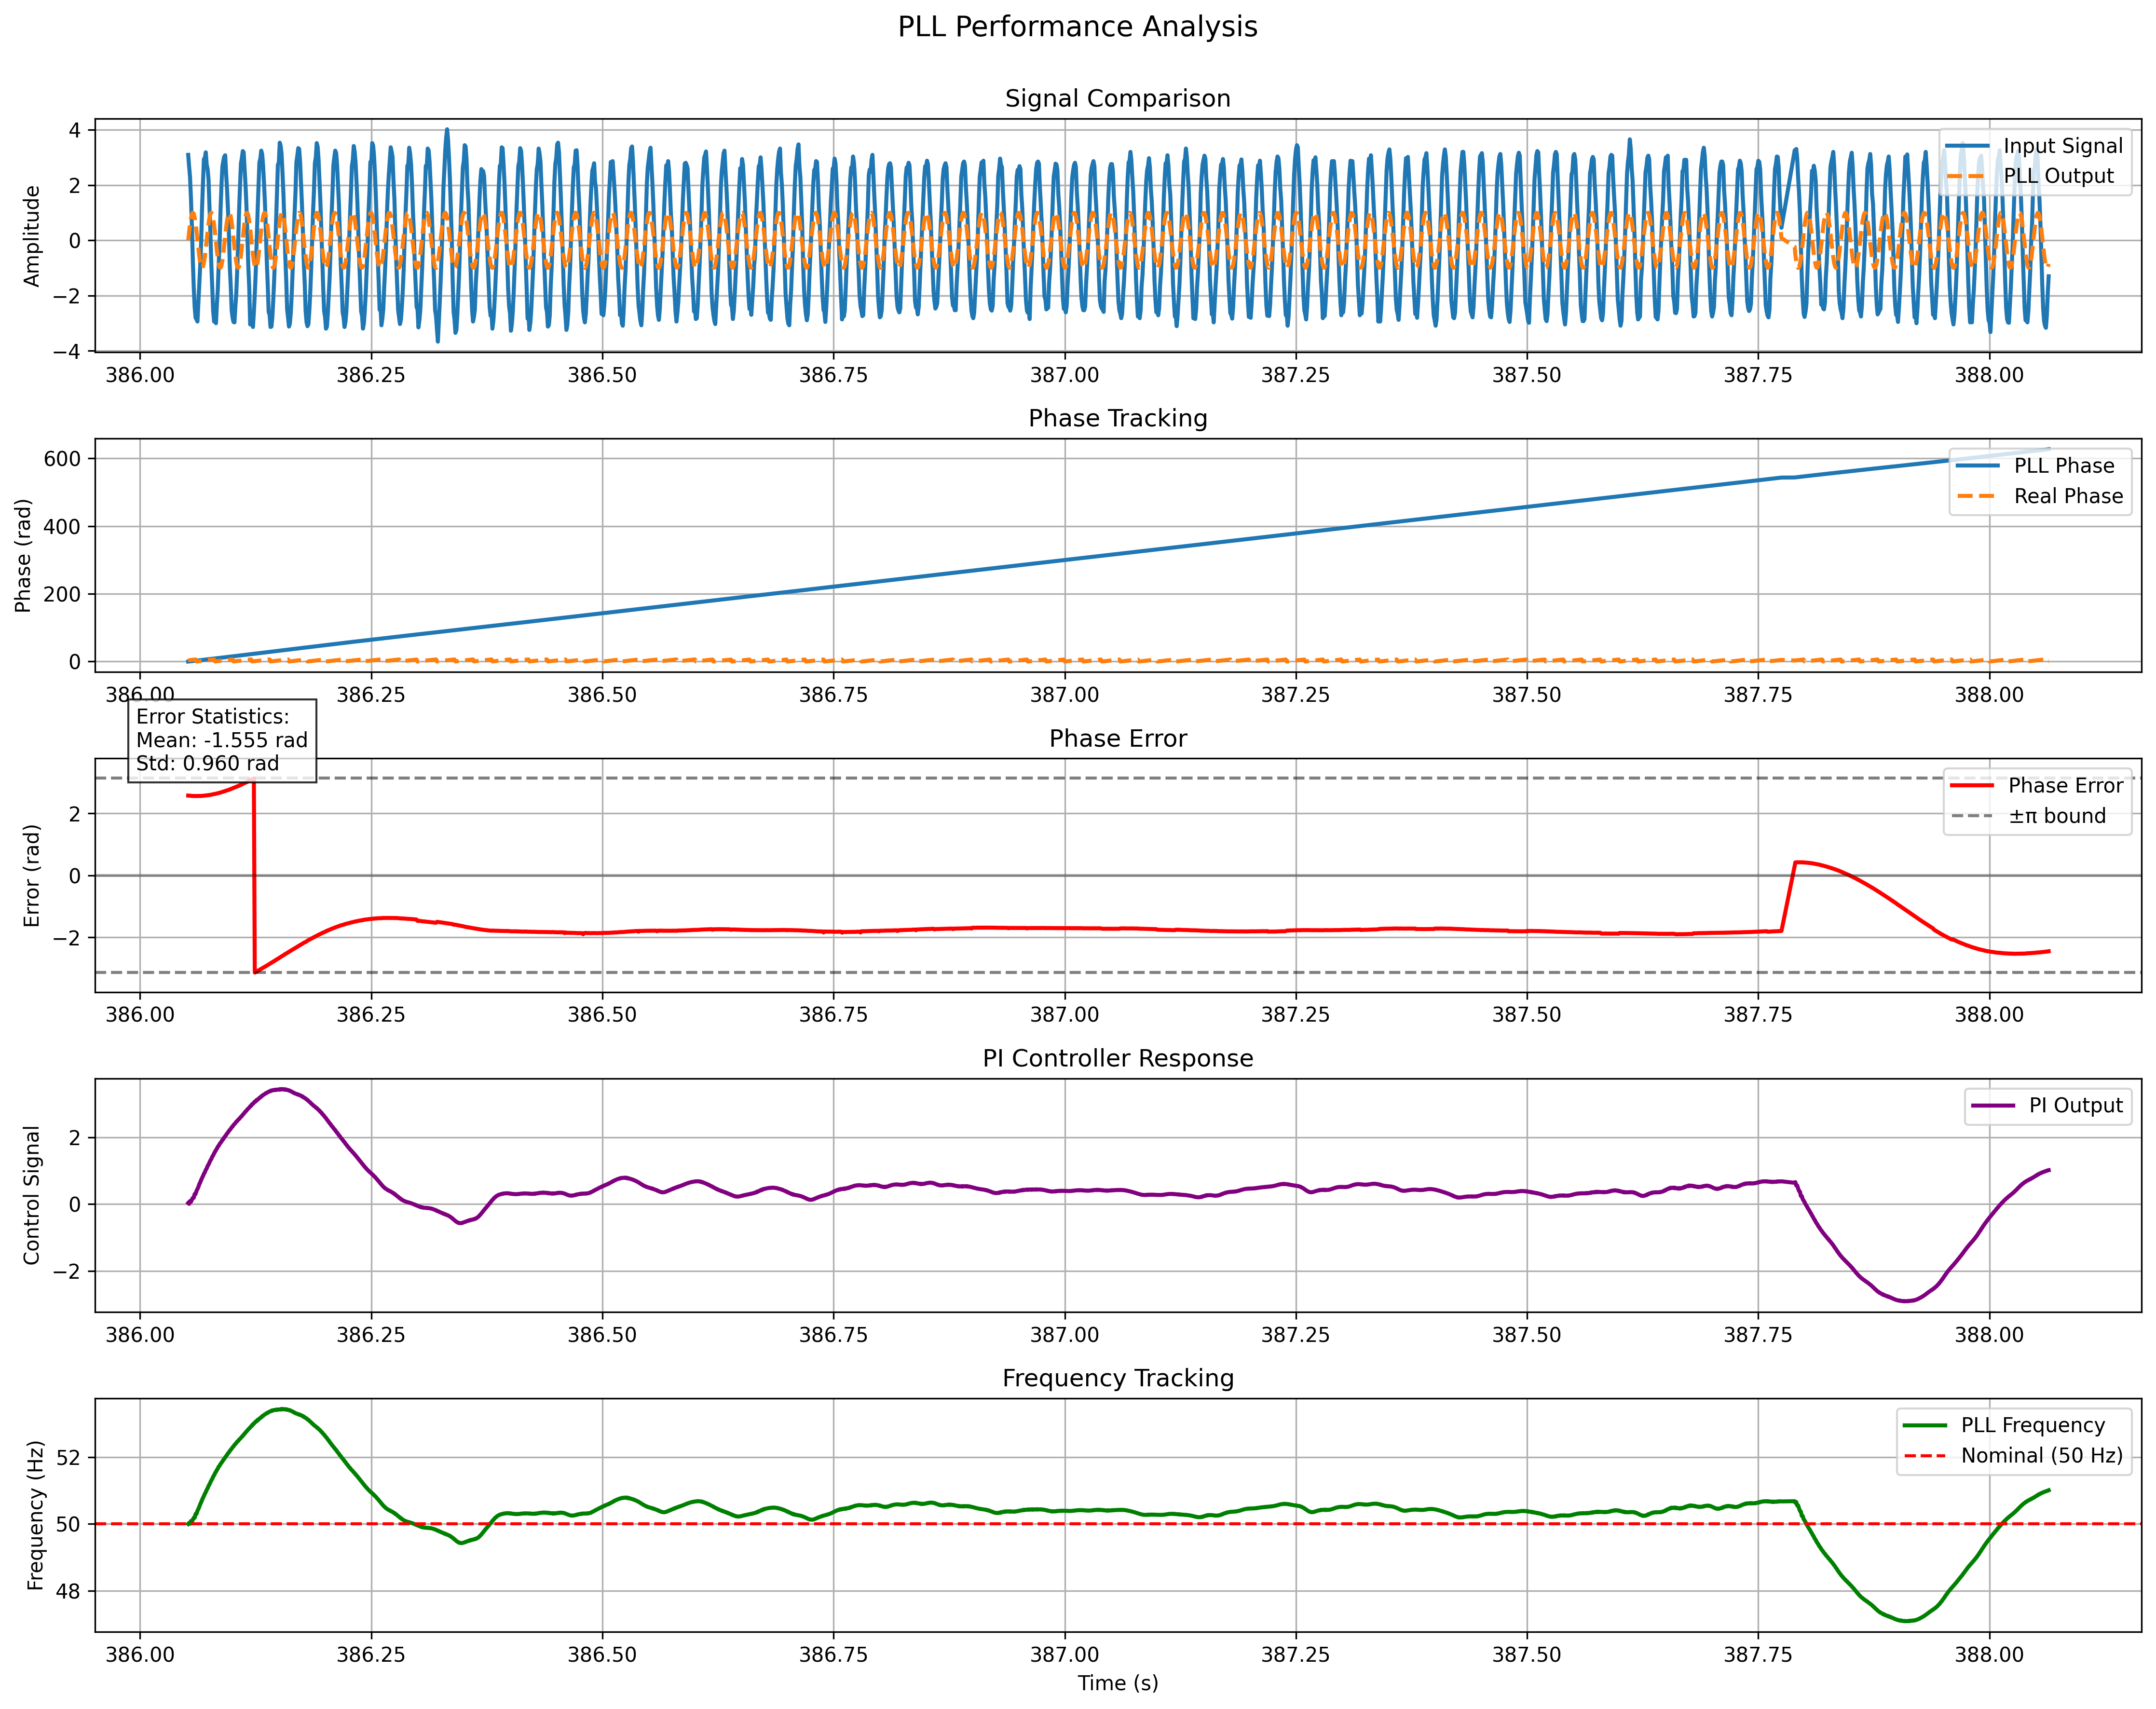 PLL Performance Analysis
Signal Comparison
Amplitude
4
2
0
−2
−4
Input Signal
PLL Output
386.00 386.25 386.50 386.75 387.00 387.25 387.50 387.75 388.00
Phase Tracking
Phase (rad)
600
400
200
0
PLL Phase
Real Phase
386.00 386.25 386.50 386.75 387.00 387.25 387.50 387.75 388.00
Error Statistics:
Mean: -1.555 rad
Std: 0.960 rad
Phase Error
Error (rad)
2
0
−2
Phase Error
±π bound
386.00 386.25 386.50 386.75 387.00 387.25 387.50 387.75 388.00
PI Controller Response
Control Signal
2
0
−2
PI Output
386.00 386.25 386.50 386.75 387.00 387.25 387.50 387.75 388.00
Frequency Tracking
Frequency (Hz)
52
50
48
PLL Frequency
Nominal (50 Hz)
386.00 386.25 386.50 386.75 387.00 387.25 387.50 387.75 388.00
Time (s)